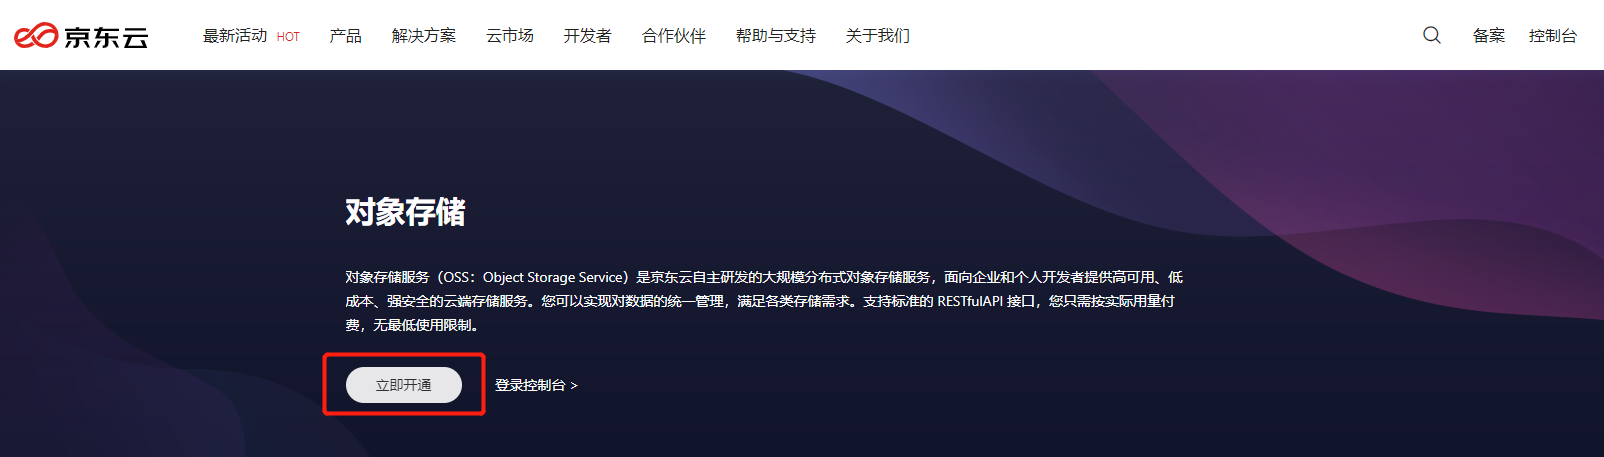 京东云 最新活动 HOT 产品 解决方案 云市场 开发者 合作伙伴 帮助与支持 关于我们 备案 控制台
对象存储
对象存储服务（OSS：Object Storage Service）是京东云自主研发的大规模分布式对象存储服务，面向企业和个人开发者提供高可用、低
成本、强安全的云端存储服务。您可以实现对数据的统一管理，满足各类存储需求。支持标准的 RESTfulAPI 接口，您只需按实际用量付
费，无最低使用限制。
立即开通 登录控制台 >